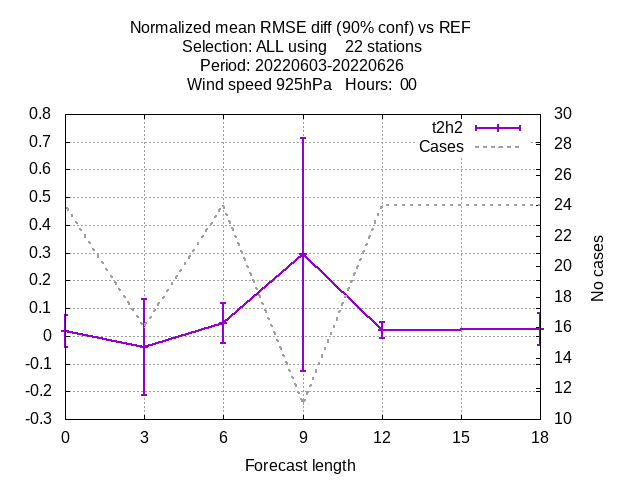 Normalized mean RMSE diff (90% conf) vs REF
Selection: ALL using    22 stations
Period: 20220603-20220626
Wind speed 925hPa   Hours:  00
t2h2
Cases
0.8
0.7
0.6
0.5
0.4
0.3
0.2
0.1
0
-0.1
-0.2
-0.3
30
28
26
24
22
20
18
16
14
12
10
No cases
0 3 6 9 12 15 18
Forecast length